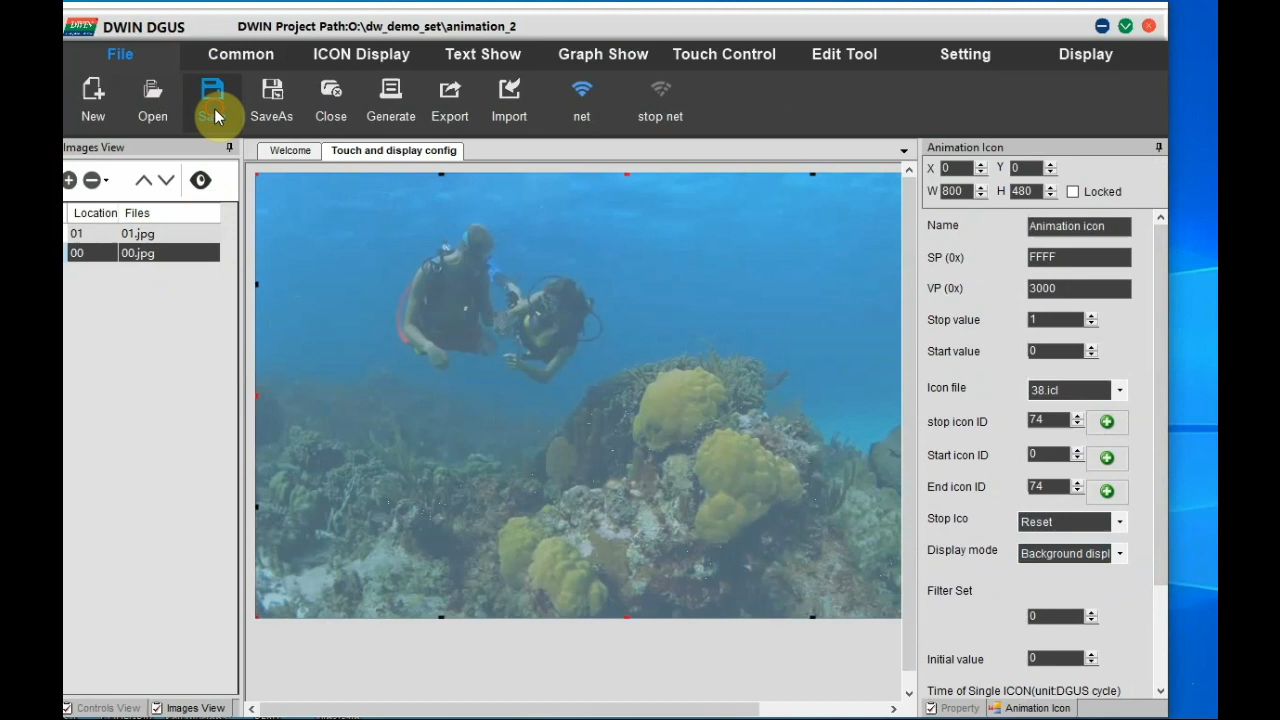 DWIN DWIN DGUS DWIN Project Path:O:\dw_demo_set\animation_2
File Common ICON Display Text Show Graph Show Touch Control Edit Tool Setting Display
New Open SaveAs Close Generate Export Import net stop net
Images View Welcome Touch and display config Animation Icon
X 0 Y 0
W 800 H 480 Locked
Location Files
01 01.jpg
00 00.jpg
Name Animation icon
SP (0x) FFFF
VP (0x) 3000
Stop value 1
Start value 0
Icon file 38.icl
stop icon ID 74
Start icon ID 0
End icon ID 74
Stop Ico Reset
Display mode Background displ
Filter Set
0
Initial value 0
Time of Single ICON(unit:DGUS cycle)
Controls View Images View Property Animation Icon